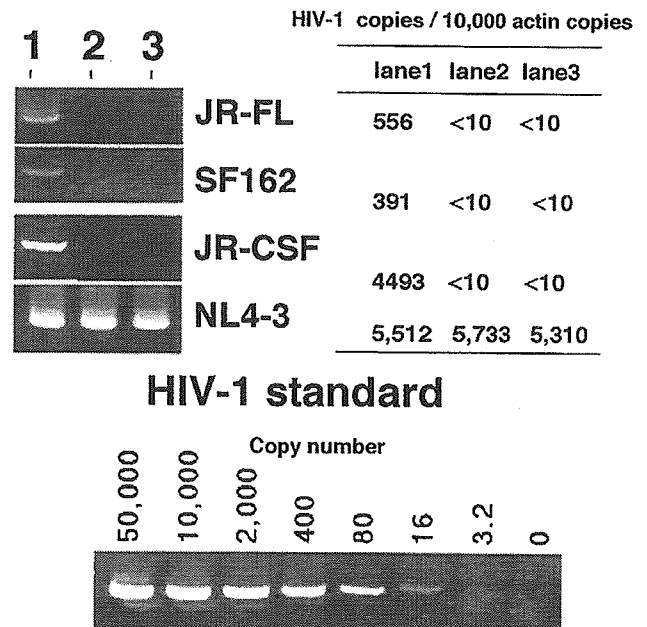 HIV-1 copies / 10,000 actin copies
1 2 3
lane1 lane2 lane3
JR-FL
556 <10 <10
SF162
391 <10 <10
JR-CSF
4493 <10 <10
NL4-3
5,512 5,733 5,310
HIV-1 standard
Copy number
50,000 10,000 2,000 400 80 16 3.2 0